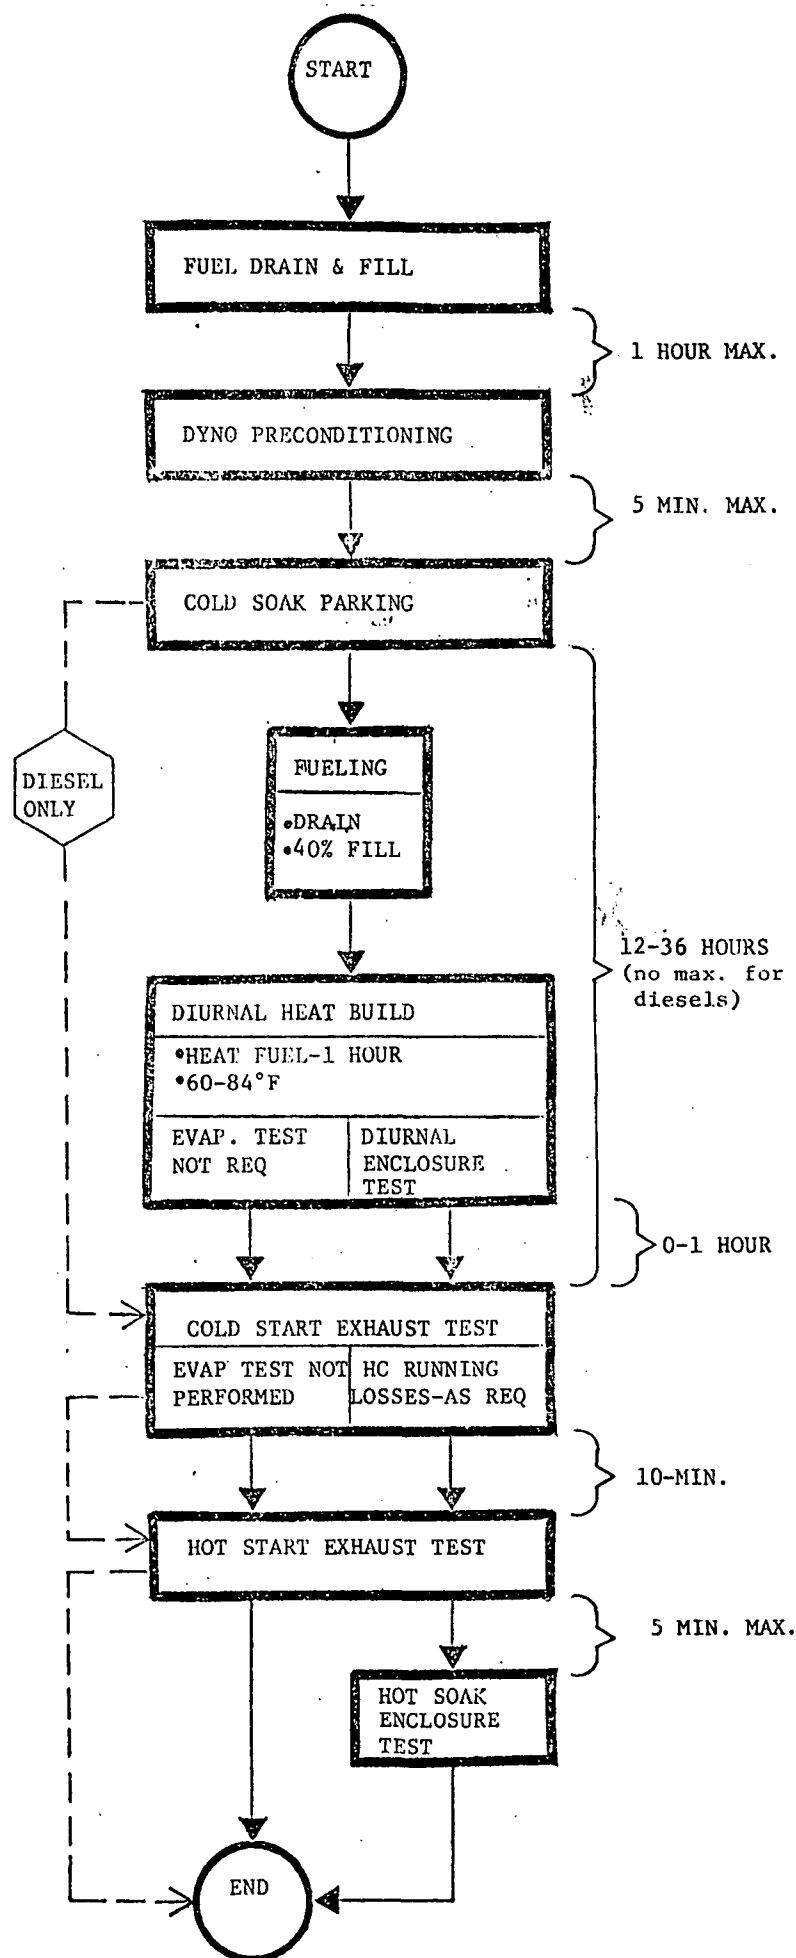 START
FUEL DRAIN & FILL
1 HOUR MAX.
DYNO PRECONDITIONING
5 MIN. MAX.
COLD SOAK PARKING
DIESEL
ONLY
FUELING
•DRAIN
•40% FILL
12-36 HOURS
(no max. for
diesels)
DIURNAL HEAT BUILD
•HEAT FUEL-1 HOUR
•60-84°F
EVAP. TEST
NOT REQ
DIURNAL
ENCLOSURE
TEST
0-1 HOUR
COLD START EXHAUST TEST
EVAP TEST NOT
PERFORMED
HC RUNNING
LOSSES-AS REQ
10-MIN.
HOT START EXHAUST TEST
5 MIN. MAX.
HOT SOAK
ENCLOSURE
TEST
END